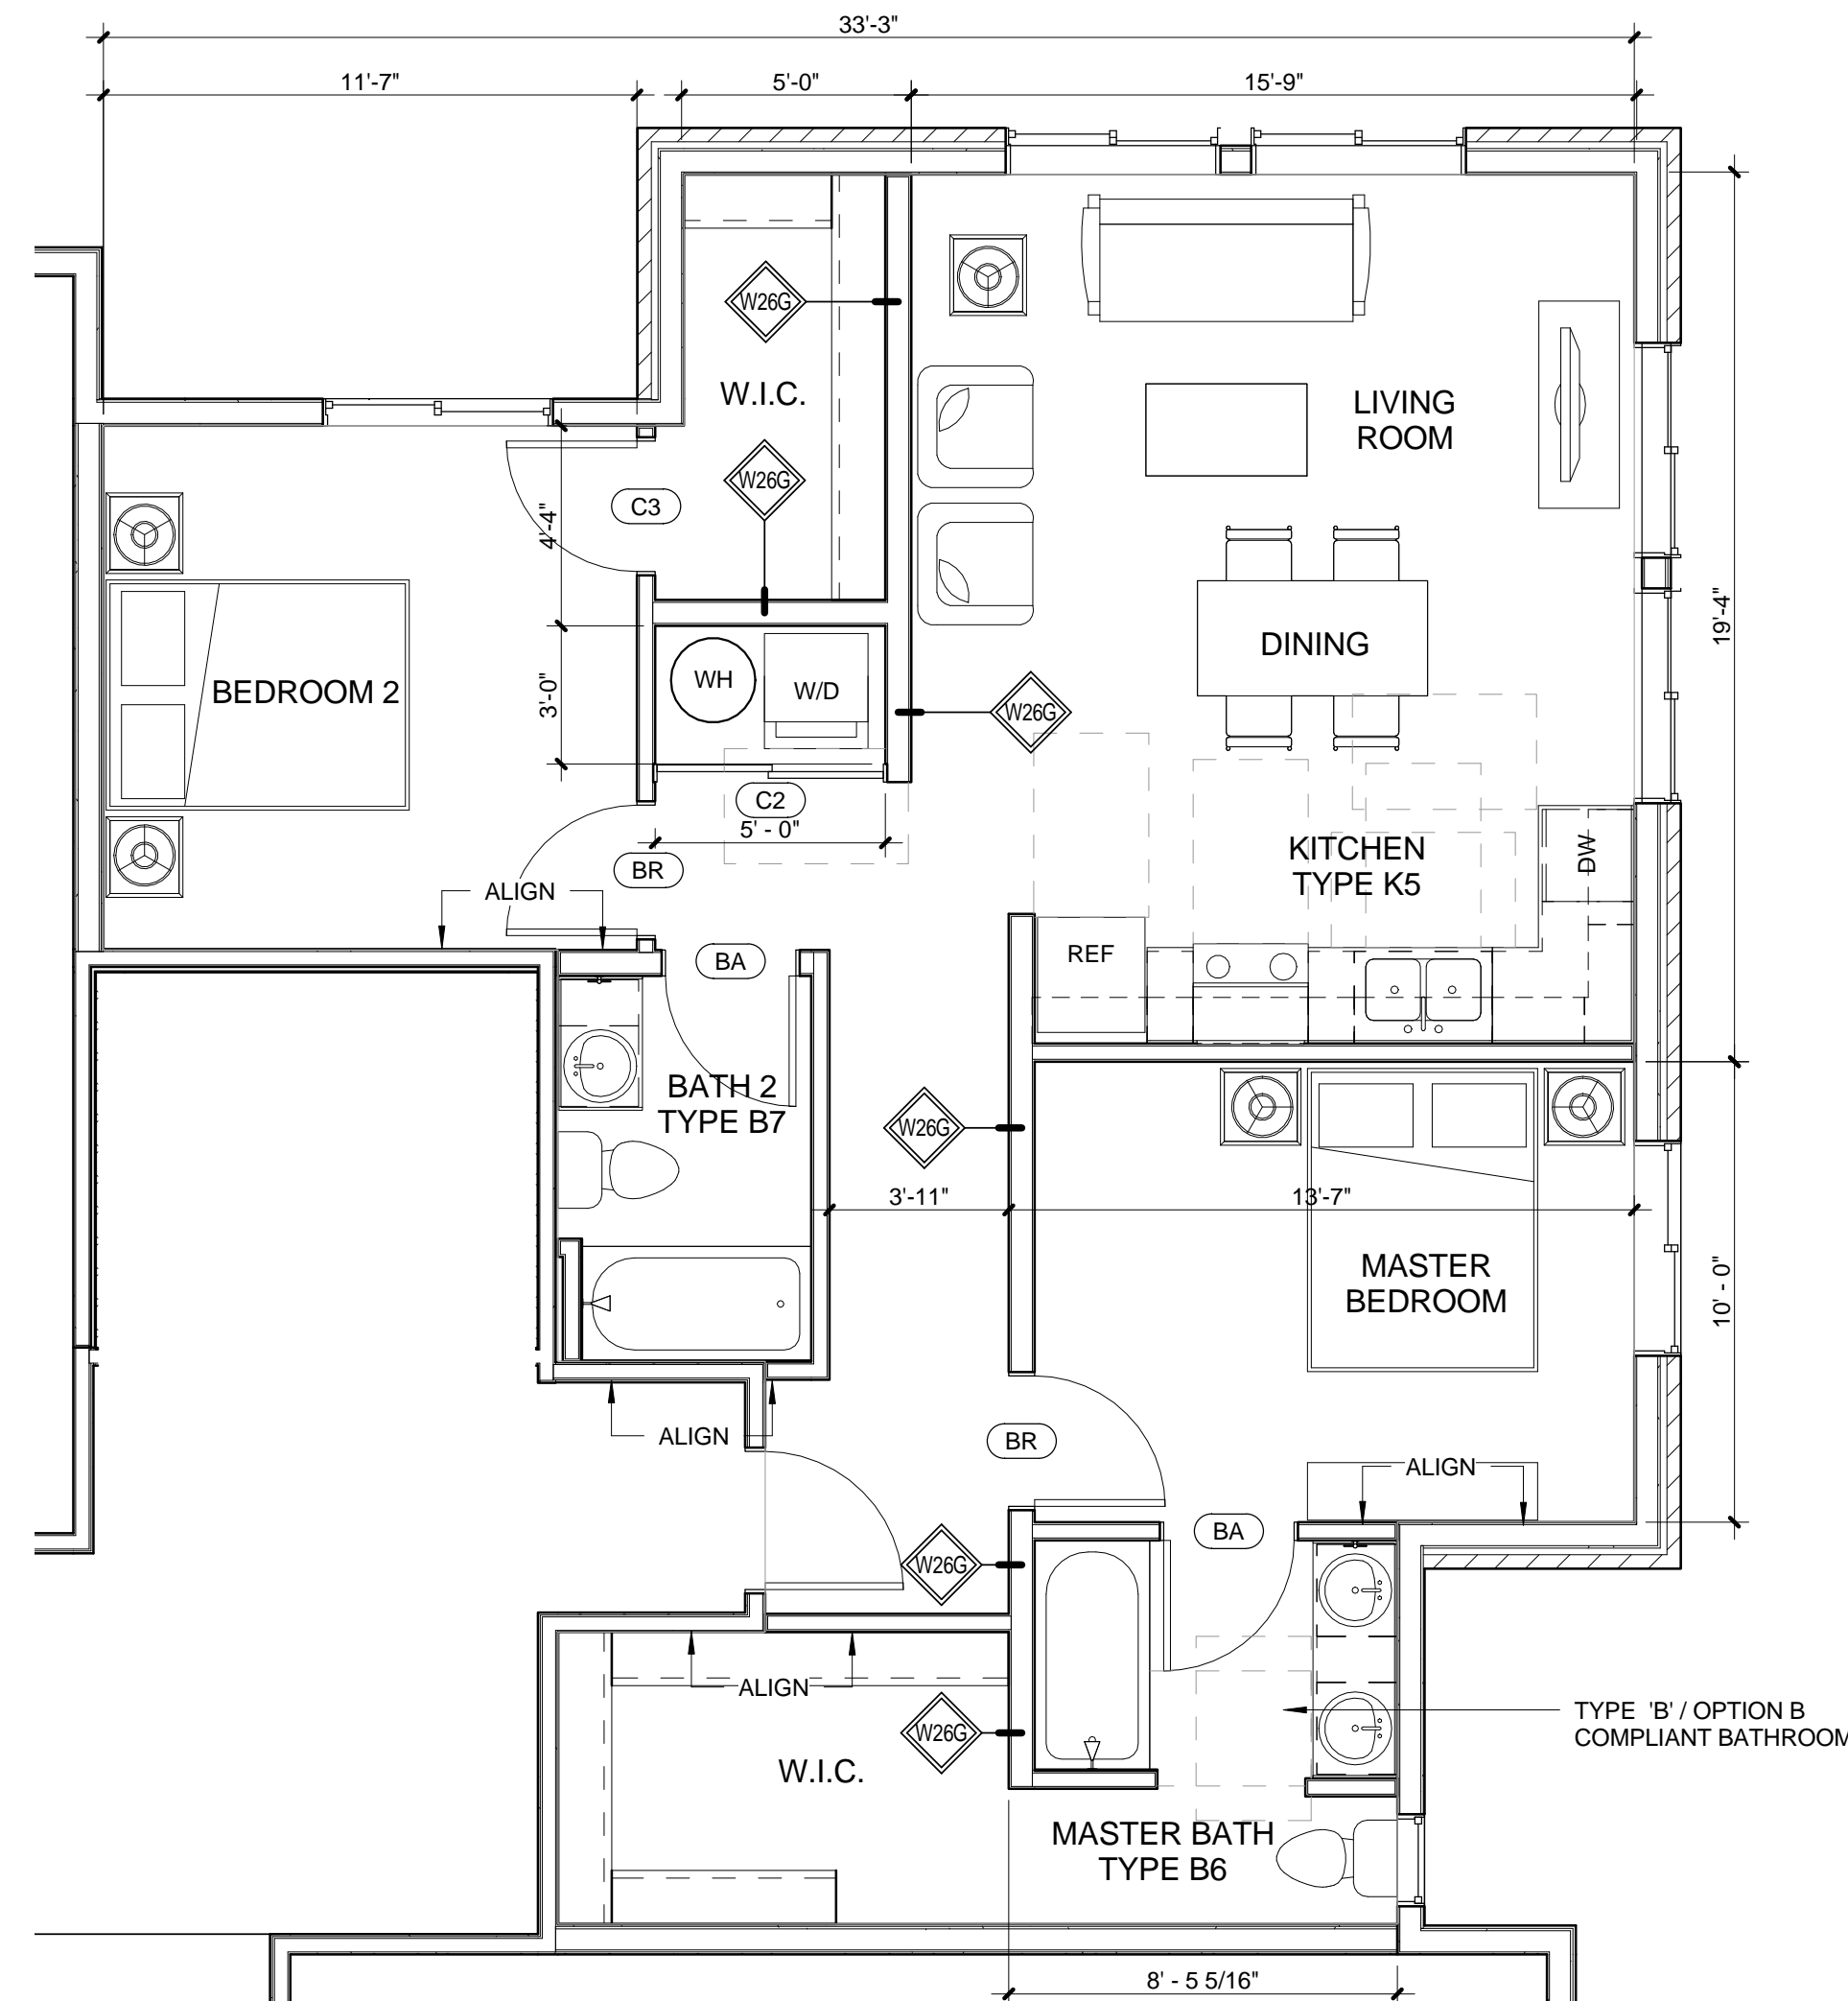 33'-3"
11'-7"
5'-0"
15'-9"
W26G
W.I.C.
LIVING
ROOM
W26G
C3
4'-4"
19'-4"
DINING
BEDROOM 2
WH
W/D
3'-0"
W26G
C2
5' - 0"
KITCHEN
TYPE K5
DW
BR
ALIGN
BA
REF
BATH 2
TYPE B7
W26G
3'-11"
13'-7"
MASTER
BEDROOM
10' - 0"
ALIGN
BR
ALIGN
BA
W26G
ALIGN
TYPE 'B' / OPTION B
COMPLIANT BATHROOM
W26G
W.I.C.
MASTER BATH
TYPE B6
8' - 5 5/16"